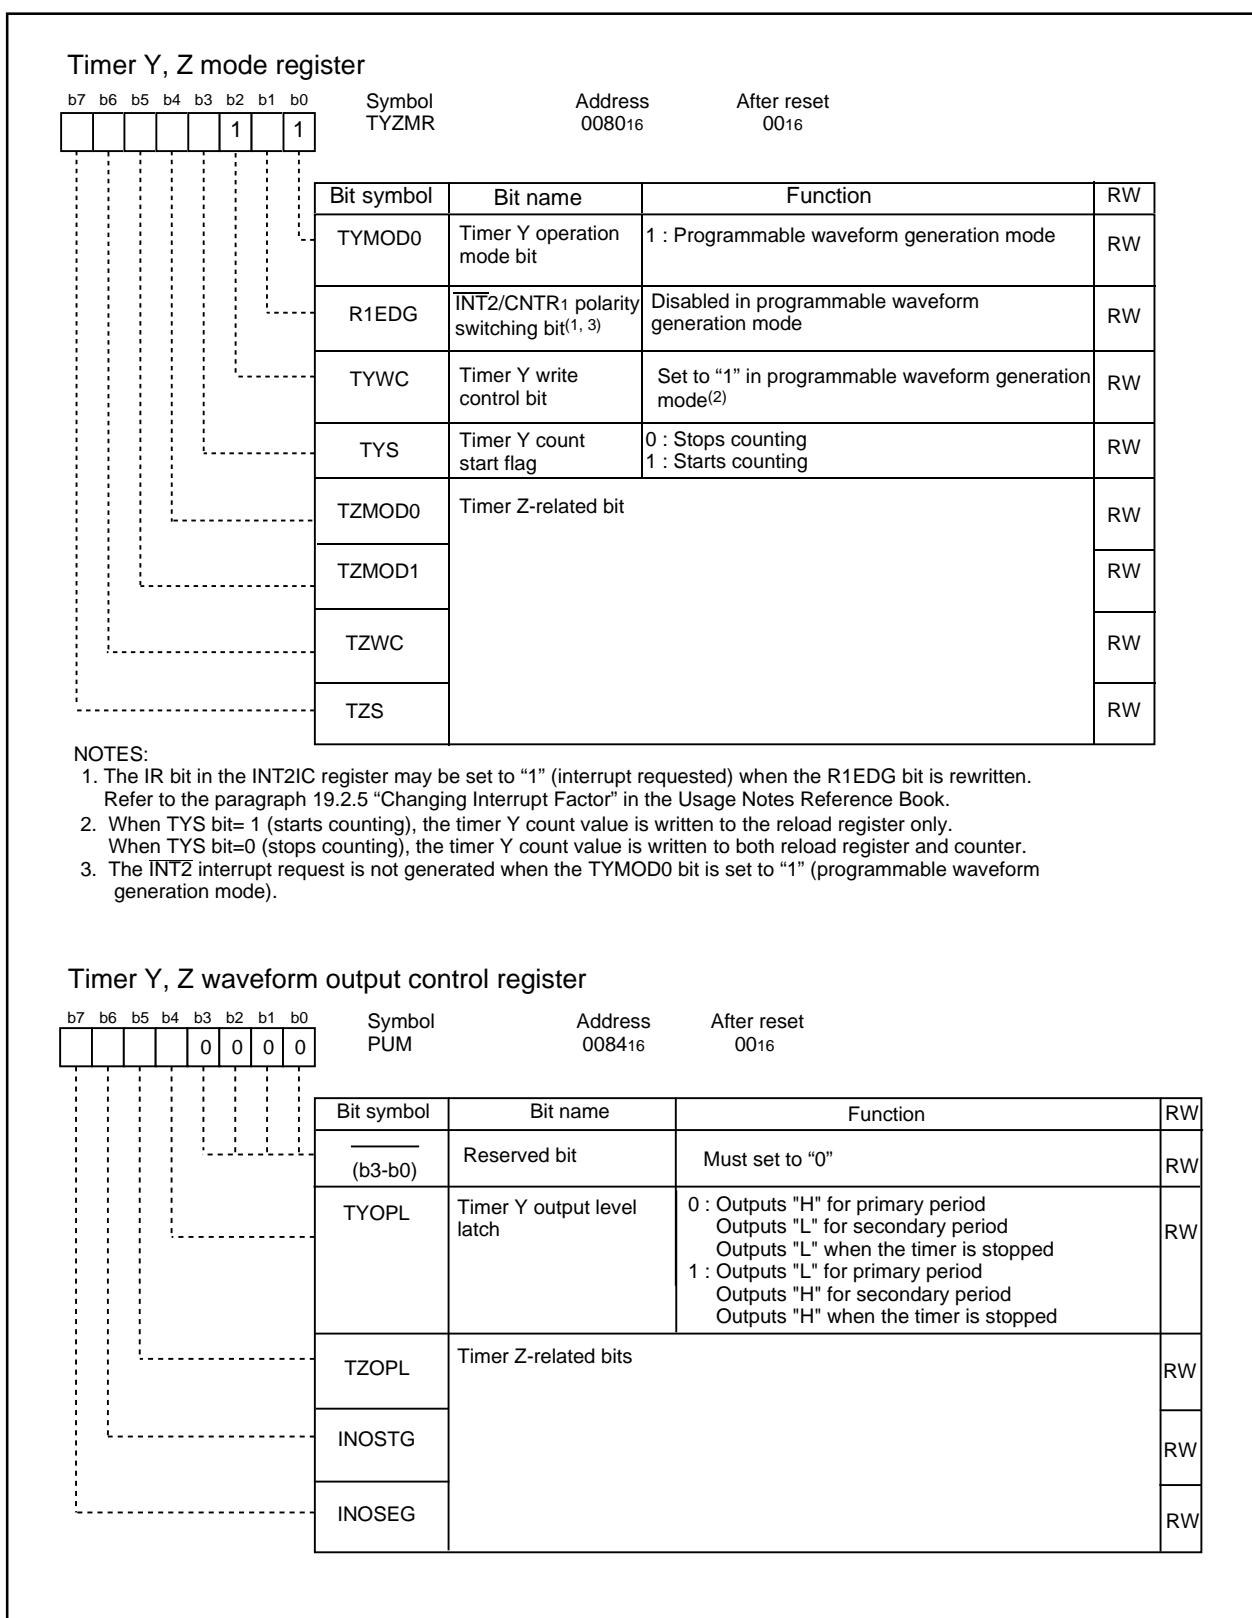 Timer Y, Z mode register
b7 b6 b5 b4 b3 b2 b1 b0
Symbol Address After reset
1 1
TYZMR 008016 0016
Bit symbol Bit name Function RW
TYMOD0 Timer Y operation mode bit 1 : Programmable waveform generation mode RW
R1EDG INT2/CNTR1 polarity switching bit(1, 3) Disabled in programmable waveform generation mode RW
TYWC Timer Y write control bit Set to “1” in programmable waveform generation mode(2) RW
TYS Timer Y count start flag 0 : Stops counting
1 : Starts counting RW
TZMOD0 Timer Z-related bit RW
TZMOD1 RW
TZWC RW
TZS RW
NOTES:
1. The IR bit in the INT2IC register may be set to “1” (interrupt requested) when the R1EDG bit is rewritten.
Refer to the paragraph 19.2.5 “Changing Interrupt Factor” in the Usage Notes Reference Book.
2. When TYS bit= 1 (starts counting), the timer Y count value is written to the reload register only.
When TYS bit=0 (stops counting), the timer Y count value is written to both reload register and counter.
3. The INT2 interrupt request is not generated when the TYMOD0 bit is set to “1” (programmable waveform
generation mode).
Timer Y, Z waveform output control register
b7 b6 b5 b4 b3 b2 b1 b0
Symbol Address After reset
0 0 0 0
PUM 008416 0016
Bit symbol Bit name Function RW
(b3-b0) Reserved bit Must set to “0” RW
TYOPL Timer Y output level latch 0 : Outputs "H" for primary period
Outputs "L" for secondary period
Outputs "L" when the timer is stopped
1 : Outputs "L" for primary period
Outputs "H" for secondary period
Outputs "H" when the timer is stopped RW
TZOPL Timer Z-related bits RW
INOSTG RW
INOSEG RW